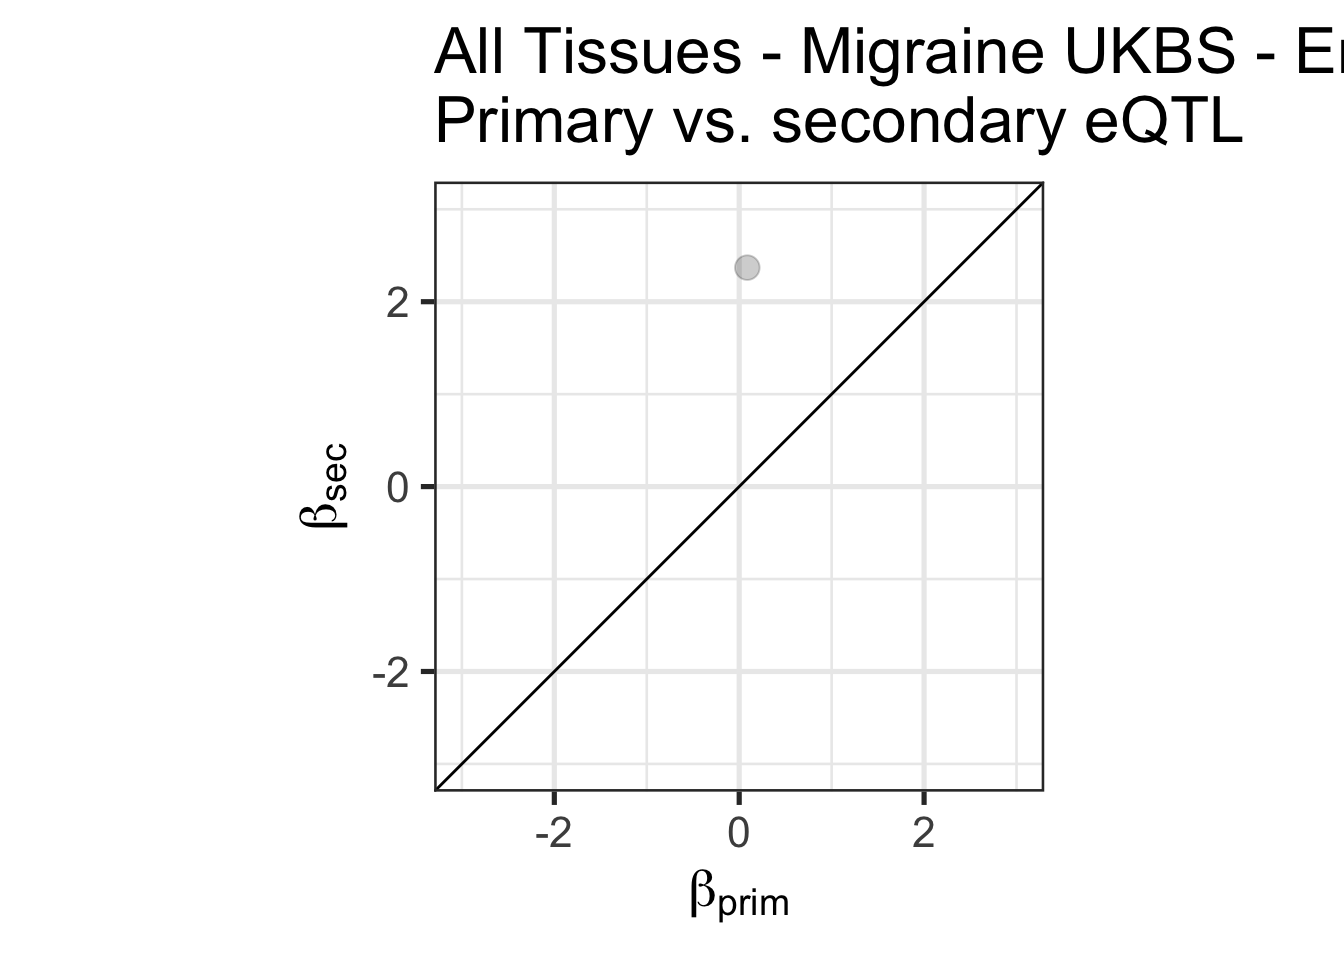 All Tissues - Migraine UKBS - 
Primary vs. secondary eQTL
2
0
-2
βsec
-2 0 2
βprim